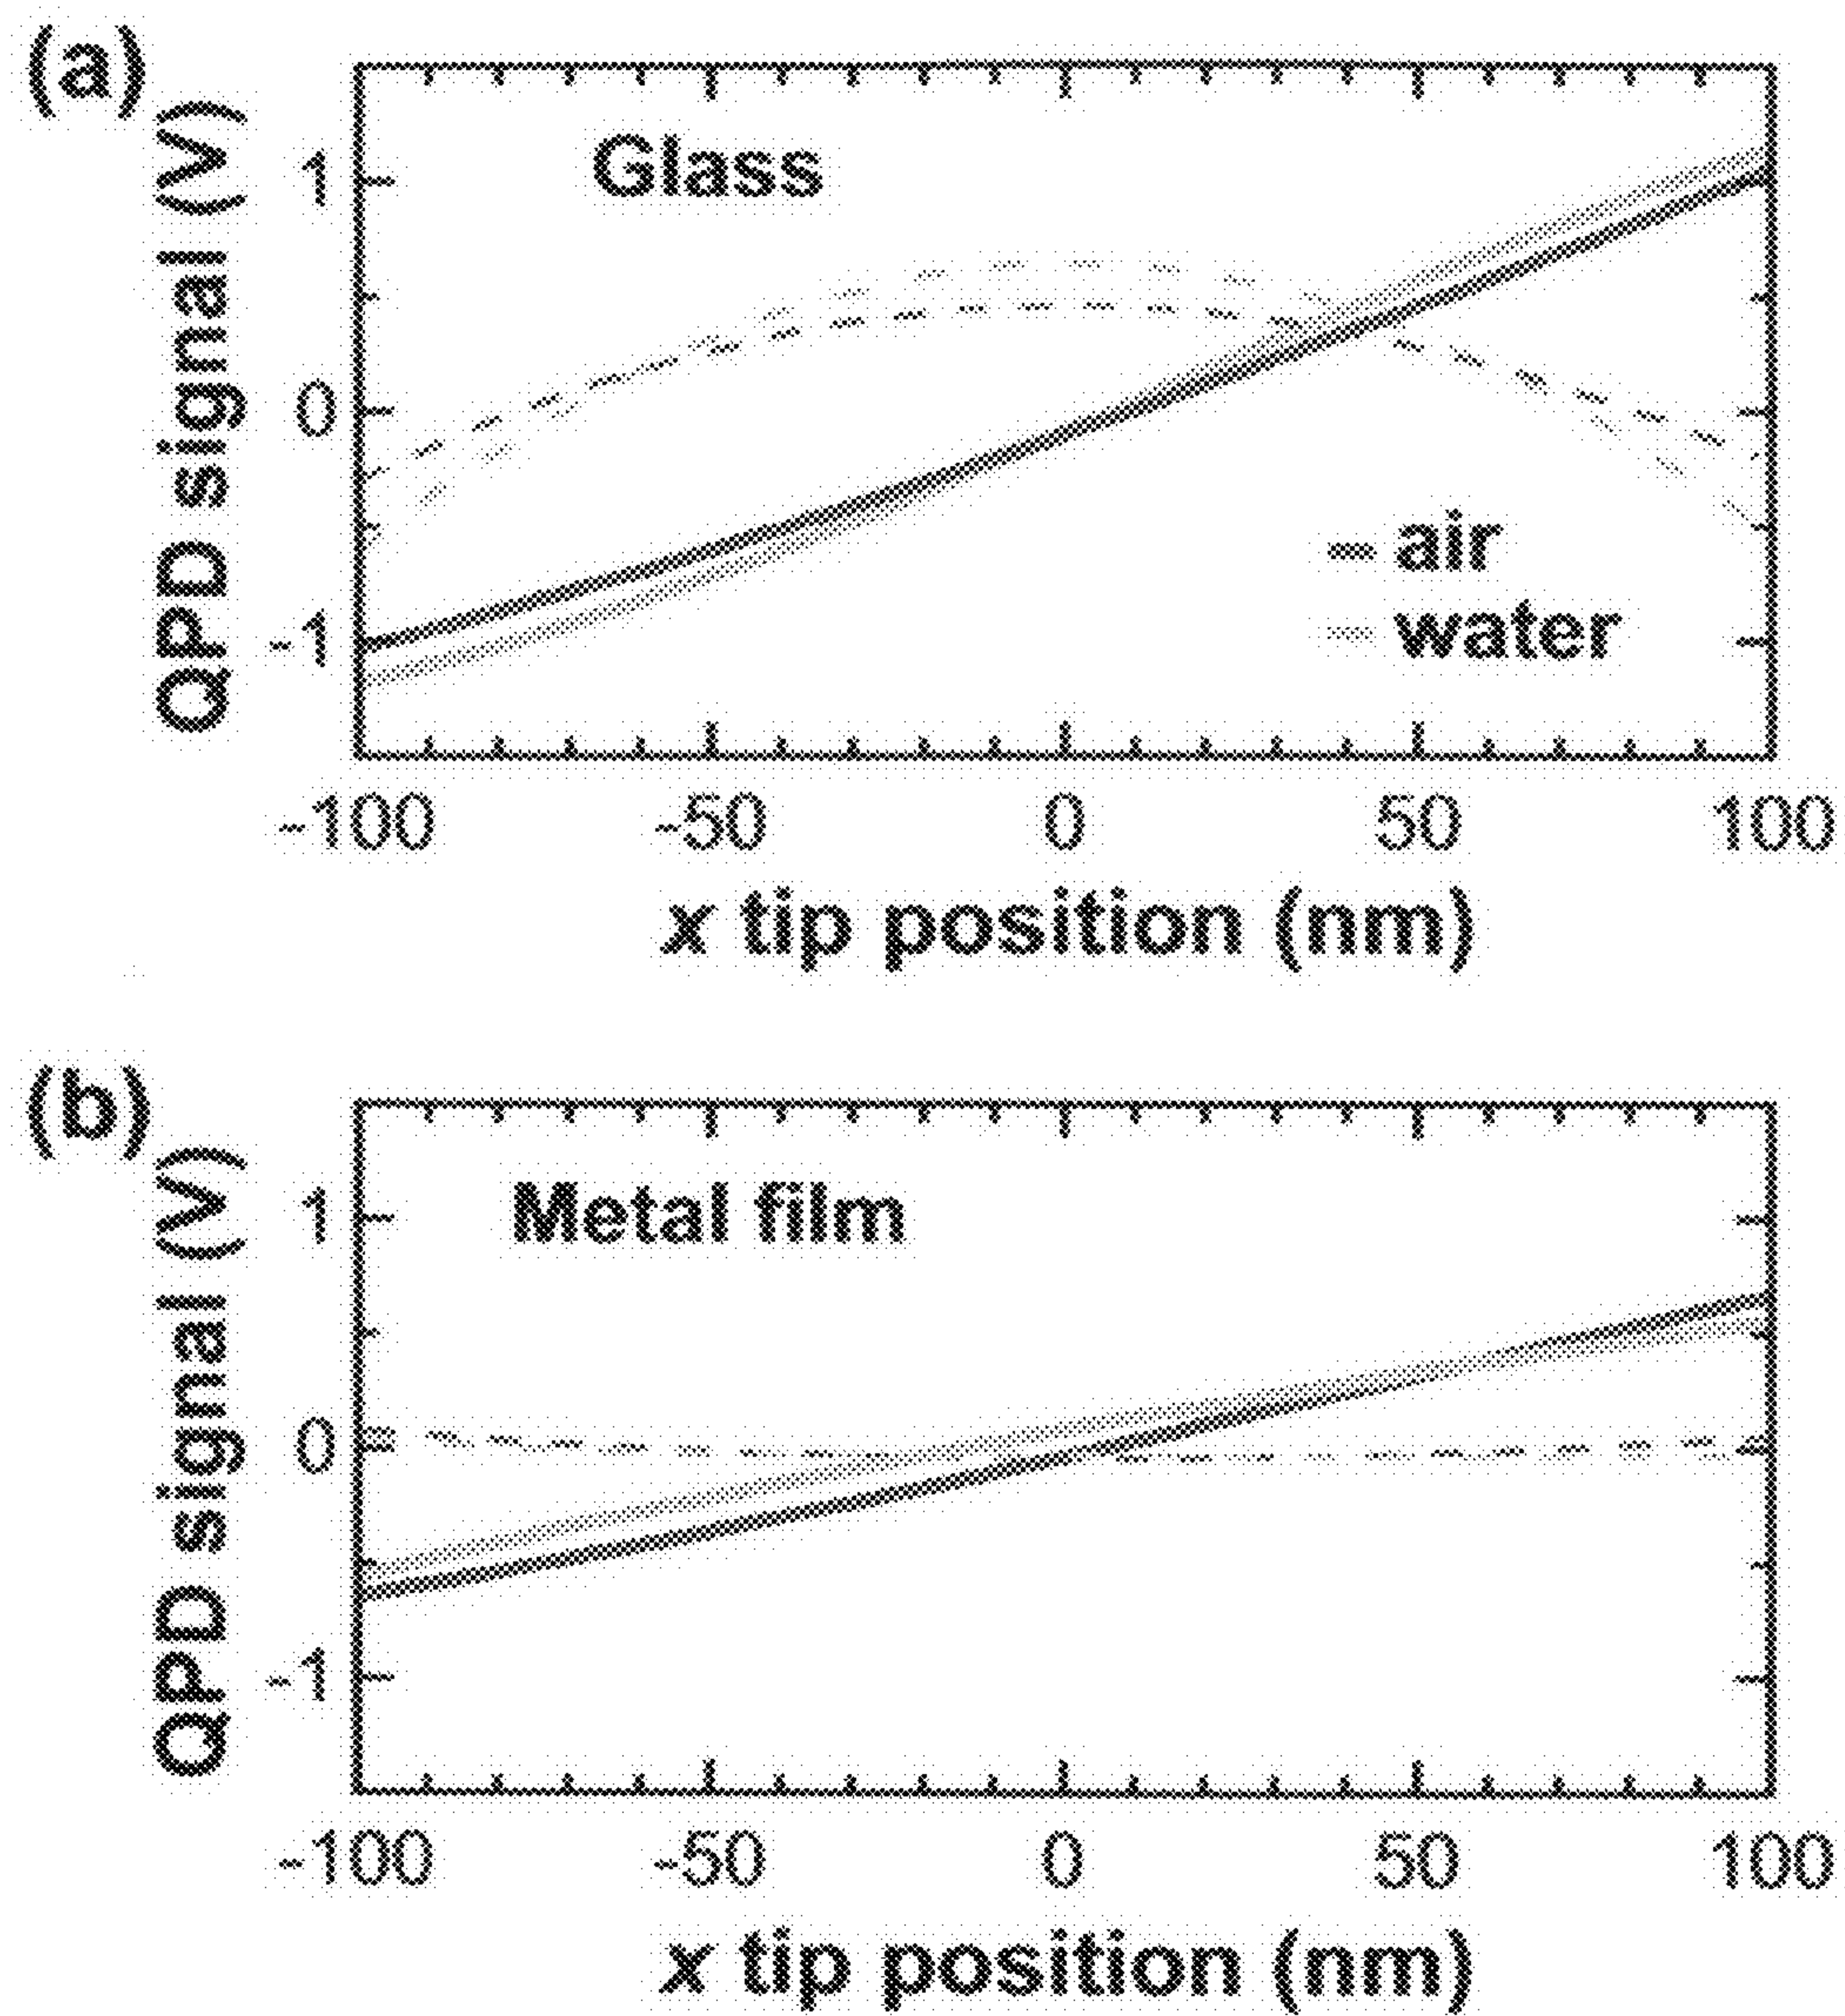 (a)
QPD signal (V)
1
0
-1
Glass
air
water
-100 -50 0 50 100
x tip position (nm)
(b)
QPD signal (V)
1
0
-1
Metal film
-100 -50 0 50 100
x tip position (nm)